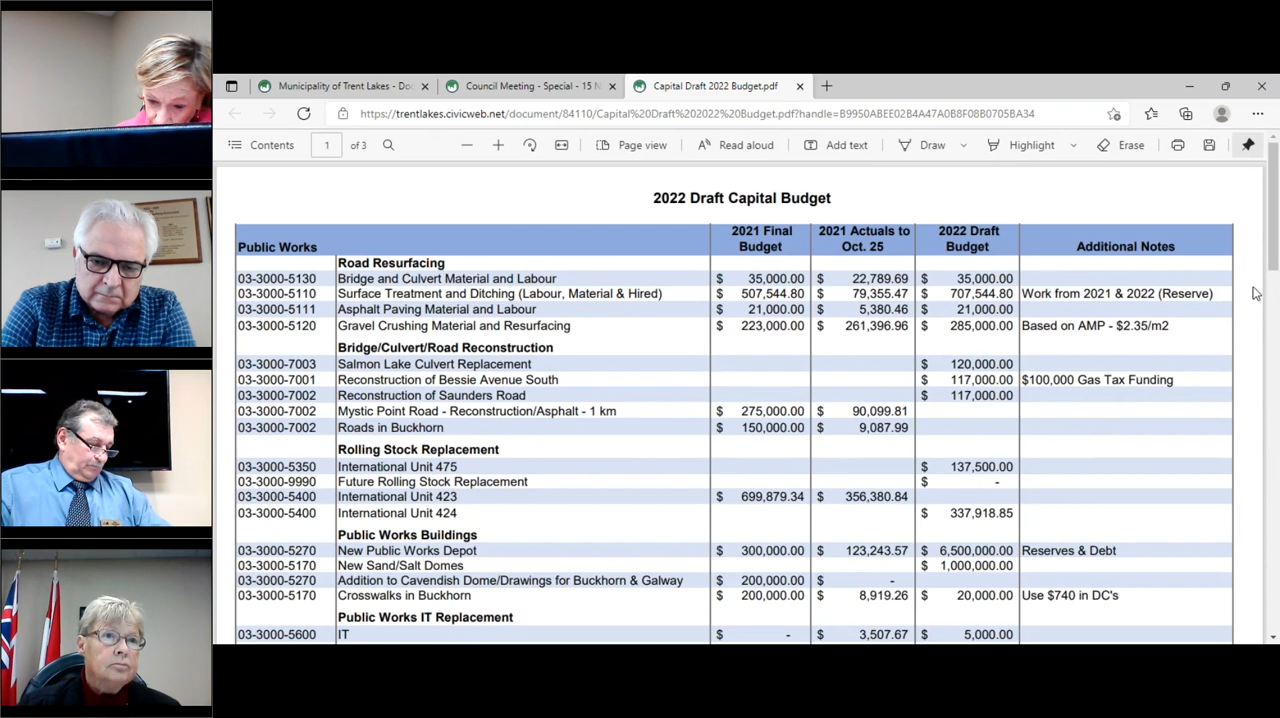 Municipality of Trent Lakes - Doc
Council Meeting - Special - 15 N
Capital Draft 2022 Budget.pdf
https://trentlakes.civicweb.net/document/84110/Capital%20Draft%202022%20Budget.pdf?handle=B9950ABEE02B4A47A0B8F08B0705BA34
Contents 1 of 3 Page view Read aloud Add text Draw Highlight Erase
2022 Draft Capital Budget
Public Works 2021 Final Budget 2021 Actuals to Oct. 25 2022 Draft Budget Additional Notes
Road Resurfacing
03-3000-5130 Bridge and Culvert Material and Labour $ 35,000.00 $ 22,789.69 $ 35,000.00
03-3000-5110 Surface Treatment and Ditching (Labour, Material & Hired) $ 507,544.80 $ 79,355.47 $ 707,544.80 Work from 2021 & 2022 (Reserve)
03-3000-5111 Asphalt Paving Material and Labour $ 21,000.00 $ 5,380.46 $ 21,000.00
03-3000-5120 Gravel Crushing Material and Resurfacing $ 223,000.00 $ 261,396.96 $ 285,000.00 Based on AMP - $2.35/m2
Bridge/Culvert/Road Reconstruction
03-3000-7003 Salmon Lake Culvert Replacement $ 120,000.00
03-3000-7001 Reconstruction of Bessie Avenue South $ 117,000.00 $100,000 Gas Tax Funding
03-3000-7002 Reconstruction of Saunders Road $ 117,000.00
03-3000-7002 Mystic Point Road - Reconstruction/Asphalt - 1 km $ 275,000.00 $ 90,099.81
03-3000-7002 Roads in Buckhorn $ 150,000.00 $ 9,087.99
Rolling Stock Replacement
03-3000-5350 International Unit 475 $ 137,500.00
03-3000-9990 Future Rolling Stock Replacement $ -
03-3000-5400 International Unit 423 $ 699,879.34 $ 356,380.84
03-3000-5400 International Unit 424 $ 337,918.85
Public Works Buildings
03-3000-5270 New Public Works Depot $ 300,000.00 $ 123,243.57 $ 6,500,000.00 Reserves & Debt
03-3000-5170 New Sand/Salt Domes $ 1,000,000.00
03-3000-5270 Addition to Cavendish Dome/Drawings for Buckhorn & Galway $ 200,000.00 $ -
03-3000-5170 Crosswalks in Buckhorn $ 200,000.00 $ 8,919.26 $ 20,000.00 Use $740 in DC's
Public Works IT Replacement
03-3000-5600 IT $ - $ 3,507.67 $ 5,000.00